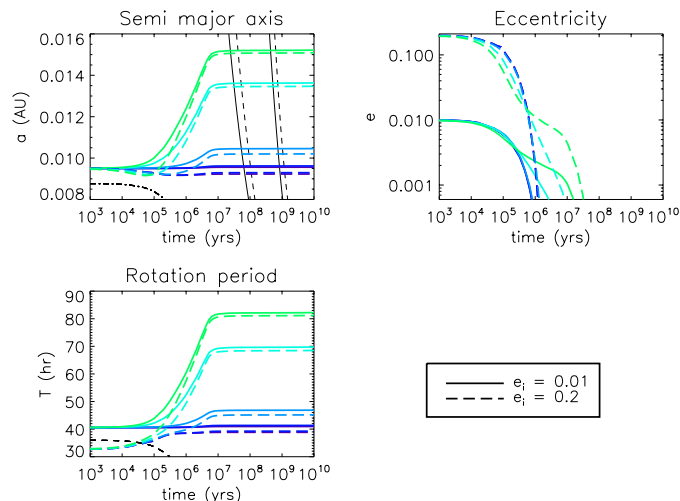 Semi major axis
Eccentricity
0.016
0.014
0.012
0.010
0.008
a (AU)
10^3 10^4 10^5 10^6 10^7 10^8 10^9 10^10
time (yrs)
0.100
0.010
0.001
e
10^3 10^4 10^5 10^6 10^7 10^8 10^9 10^10
time (yrs)
Rotation period
90
80
70
60
50
40
30
T (hr)
10^3 10^4 10^5 10^6 10^7 10^8 10^9 10^10
time (yrs)
e_i = 0.01
e_i = 0.2